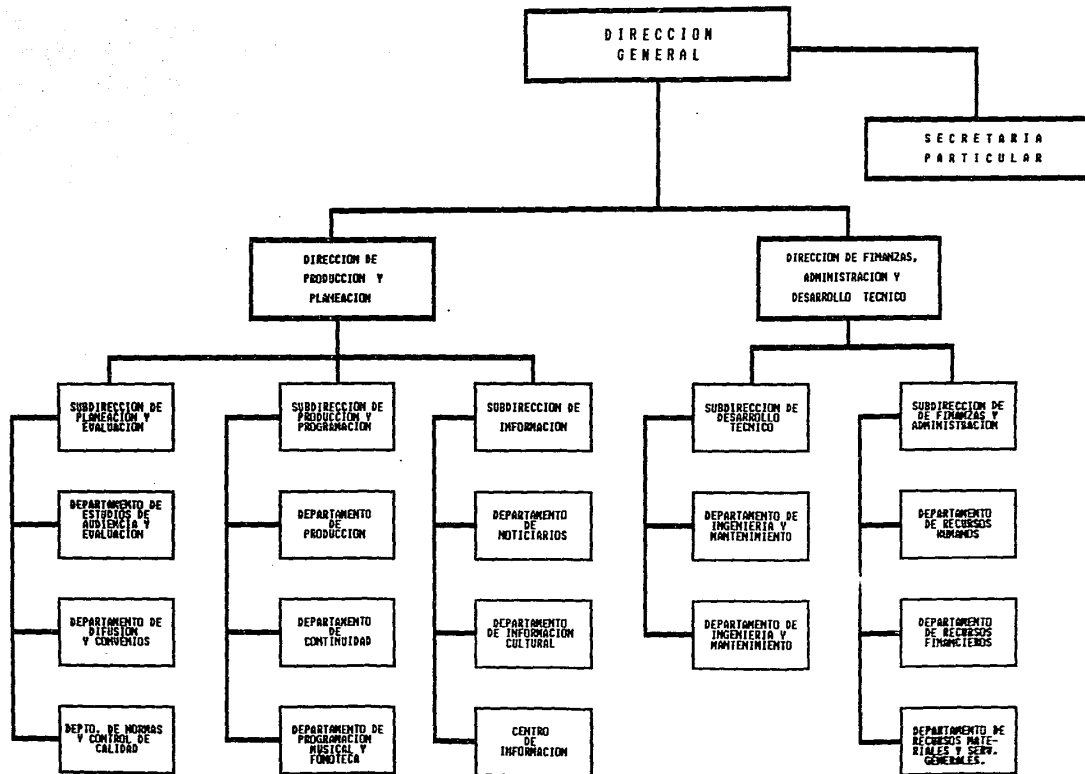 DIRECCION
GENERAL
SECRETARIA
PARTICULAR
DIRECCION DE
PRODUCCION Y
PLANEACION
DIRECCION DE FINANZAS,
ADMINISTRACION Y
DESARROLLO TECNICO
SUBDIRECCION DE
PLANEACION Y
EVALUACION
SUBDIRECCION DE
PRODUCCION Y
PROGRAMACION
SUBDIRECCION DE
INFORMACION
SUBDIRECCION DE
DESARROLLO
TECNICO
SUBDIRECCION DE
DE FINANZAS Y
ADMINISTRACION
DEPARTAMENTO DE
ESTUDIOS DE
AUDIENCIA Y
EVALUACION
DEPARTAMENTO
DE
PRODUCCION
DEPARTAMENTO
DE
NOTICIARIOS
DEPARTAMENTO DE
INGENIERIA Y
MANTENIMIENTO
DEPARTAMENTO
DE RECURSOS
HUMANOS
DEPARTAMENTO DE
DIFUSION
Y CONVENIOS
DEPARTAMENTO
DE
CONTINUIDAD
DEPARTAMENTO
DE INFORMACION
CULTURAL
DEPARTAMENTO DE
INGENIERIA Y
MANTENIMIENTO
DEPARTAMENTO
DE RECURSOS
FINANCIEROS
DEPTO. DE NORMAS
Y CONTROL DE
CALIDAD
DEPARTAMENTO DE
PROGRAMACION
MUSICAL Y
FONOTECA
CENTRO
DE
INFORMACION
DEPARTAMENTO DE
RECURSOS MATE-
RIALES Y SERV.
GENERALES.